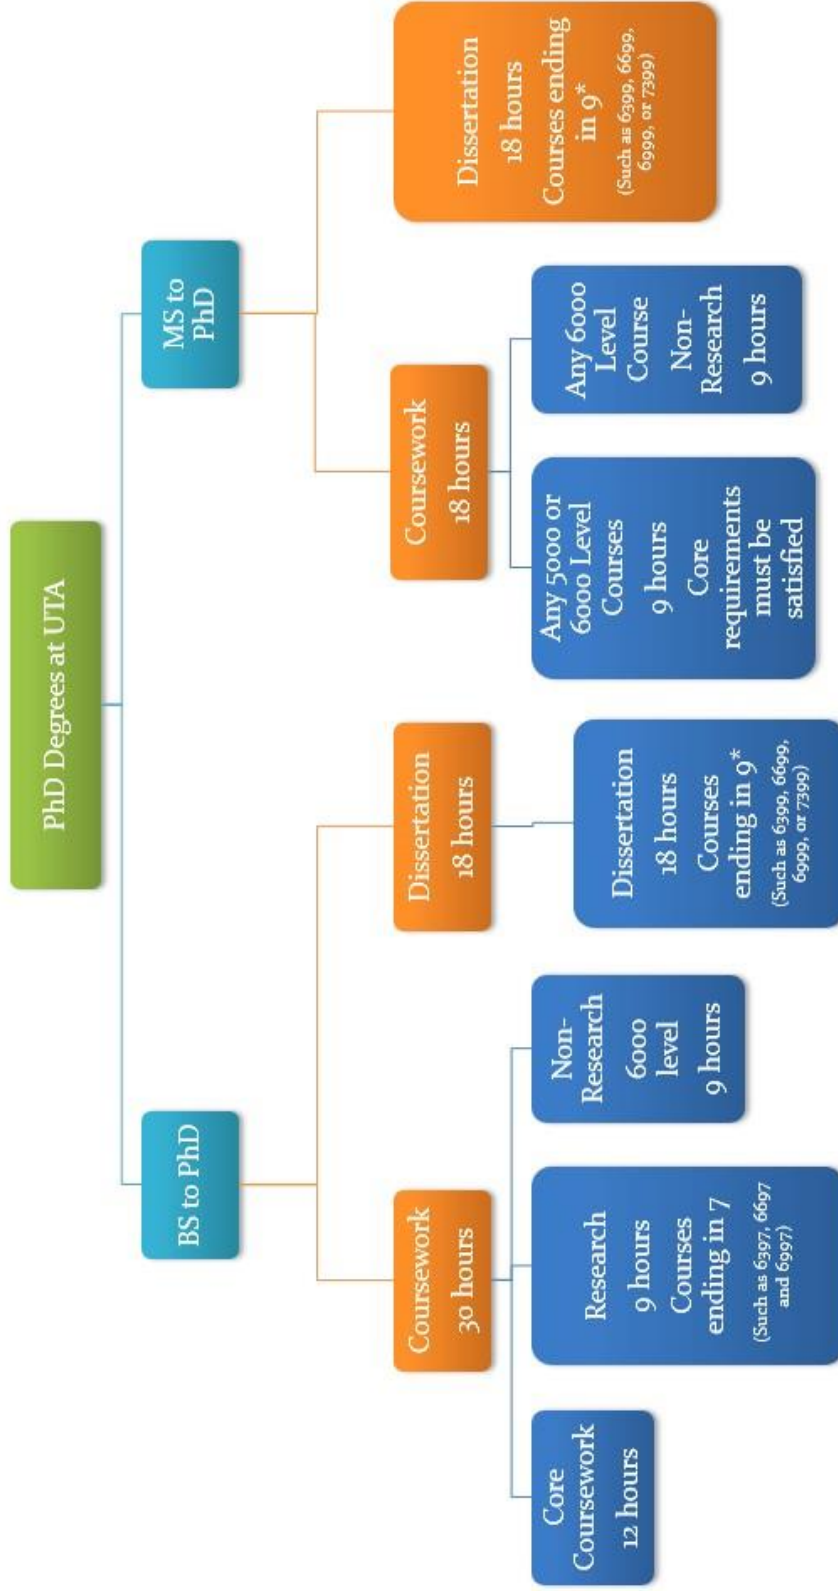 PhD Degrees at UTA
BS to PhD
MS to
PhD
Coursework
30 hours
Dissertation
18 hours
Coursework
18 hours
Dissertation
18 hours
Courses ending
in 9*
(Such as 6399, 6699,
6999, or 7399)
Core
Coursework
12 hours
Research
9 hours
Courses
ending in 7
(Such as 6397, 6697
and 6997)
Non-
Research
6000
level
9 hours
Dissertation
18 hours
Courses
ending in 9*
(Such as 6399, 6699,
6999, or 7399)
Any 5000 or
6000 Level
Courses
9 hours
Core
requirements
must be
satisfied
Any 6000
Level
Course
Non-
Research
9 hours